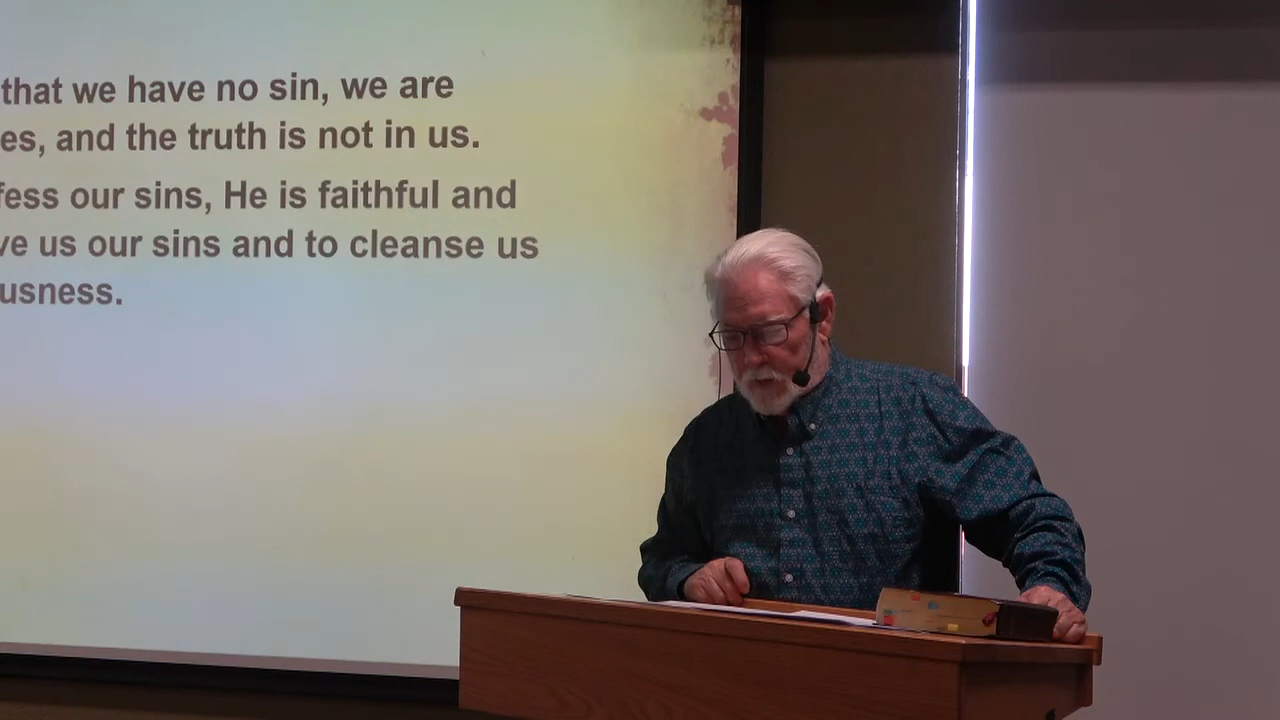 that we have no sin, we are
es, and the truth is not in us.
fess our sins, He is faithful and
ve us our sins and to cleanse us
usness.